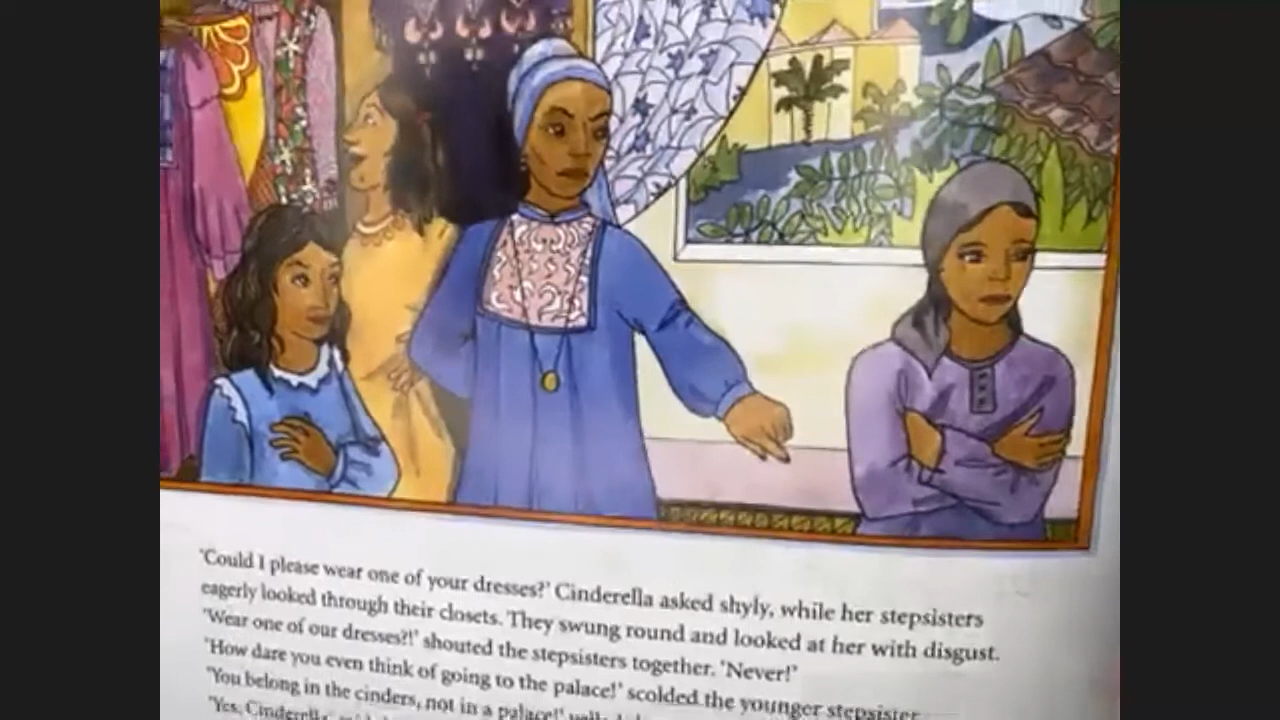 'Could I please wear one of your dresses?' Cinderella asked shyly, while her stepsisters
eagerly looked through their closets. They swung round and looked at her with disgust.
'Wear one of our dresses?!' shouted the stepsisters together. 'Never!'
'How dare you even think of going to the palace!' scolded the younger stepsister.
'You belong in the cinders, not in a palace!'
'Yes, Cinderella,